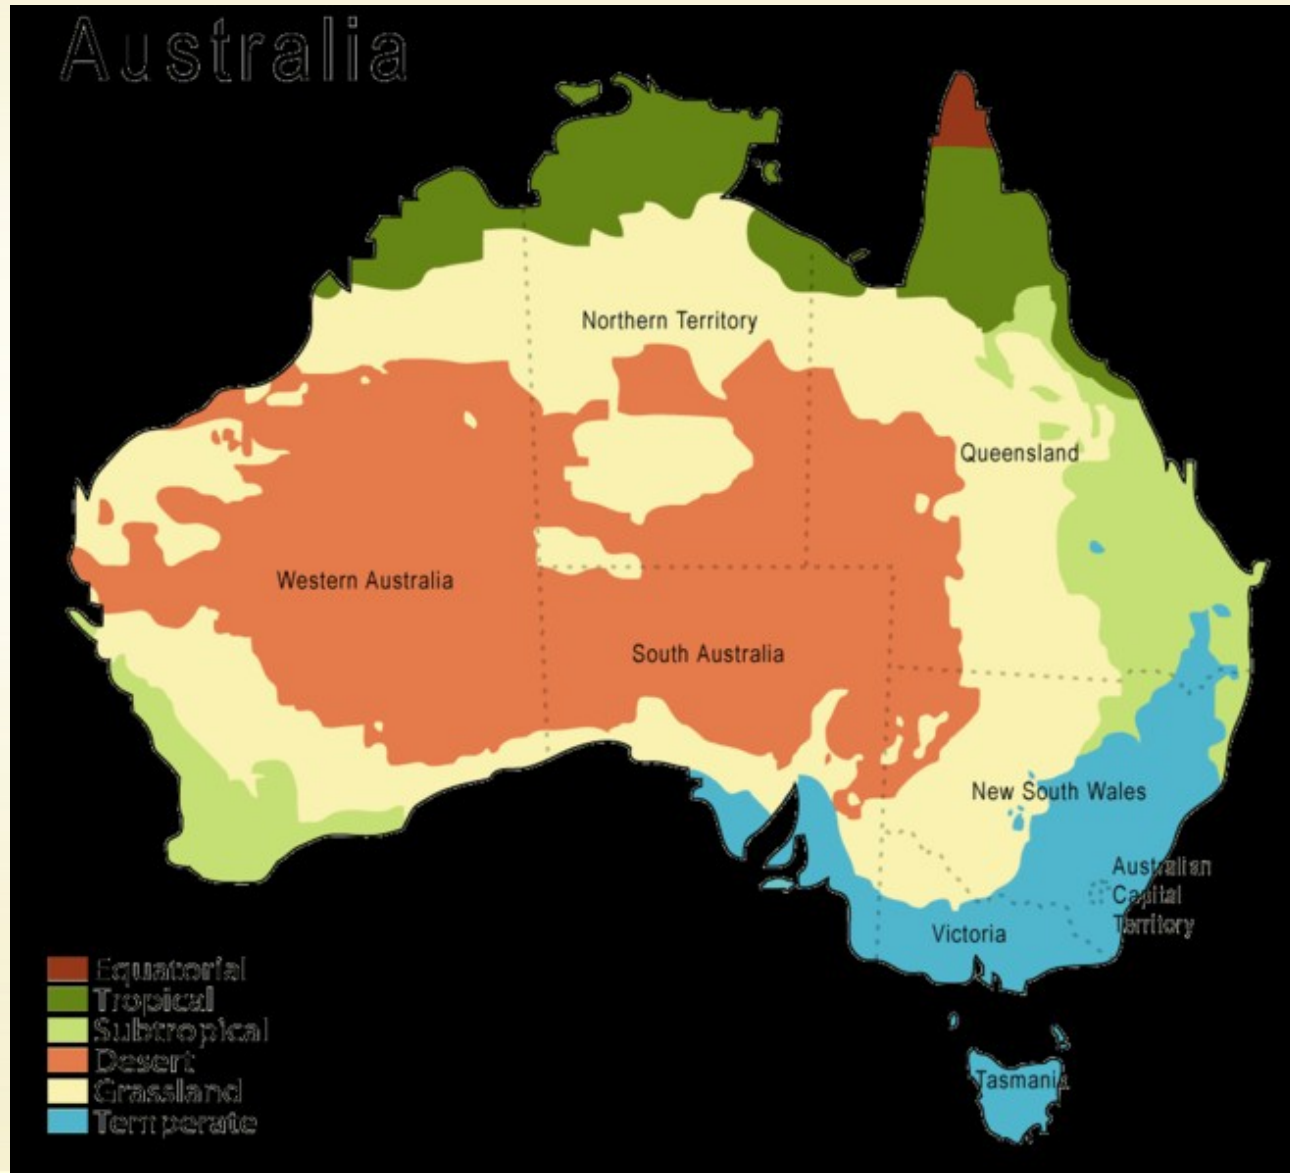 Australia
Northern Territory
Queensland
Western Australia
South Australia
New South Wales
Australian
Capital
Territory
Victoria
Tasmania
Equatorial
Tropical
Subtropical
Desert
Grassland
Temperate